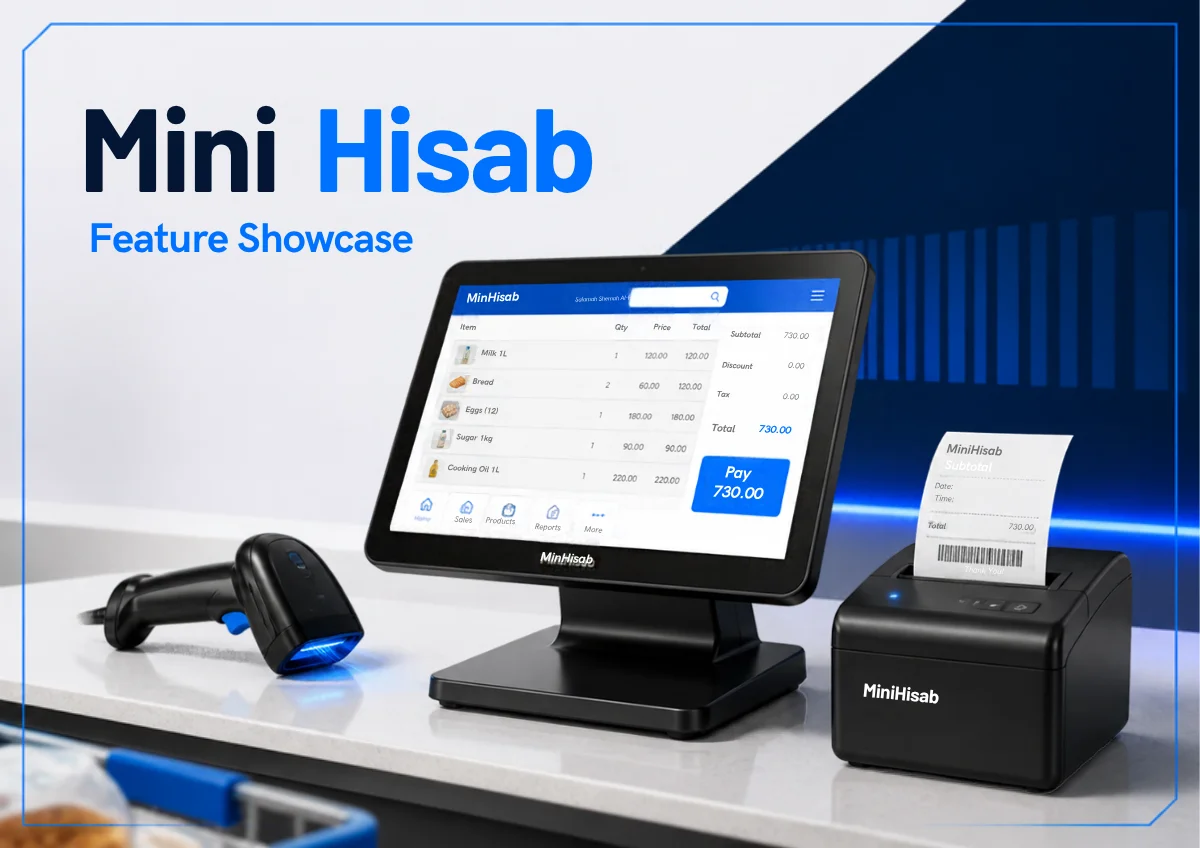 Mini Hisab
Feature Showcase
MinHisab
Item Qty Price Total
Milk 1L 1 120.00 120.00
Bread 2 60.00 120.00
Eggs (12) 1 180.00 180.00
Sugar 1kg 1 90.00 90.00
Cooking Oil 1L 1 220.00 220.00
Subtotal 730.00
Discount 0.00
Tax 0.00
Total 730.00
Pay
730.00
Home Sales Products Reports More
MinHisab
MiniHisab
Subtotal
Date:
Time:
Total 730.00
Thank You
MiniHisab